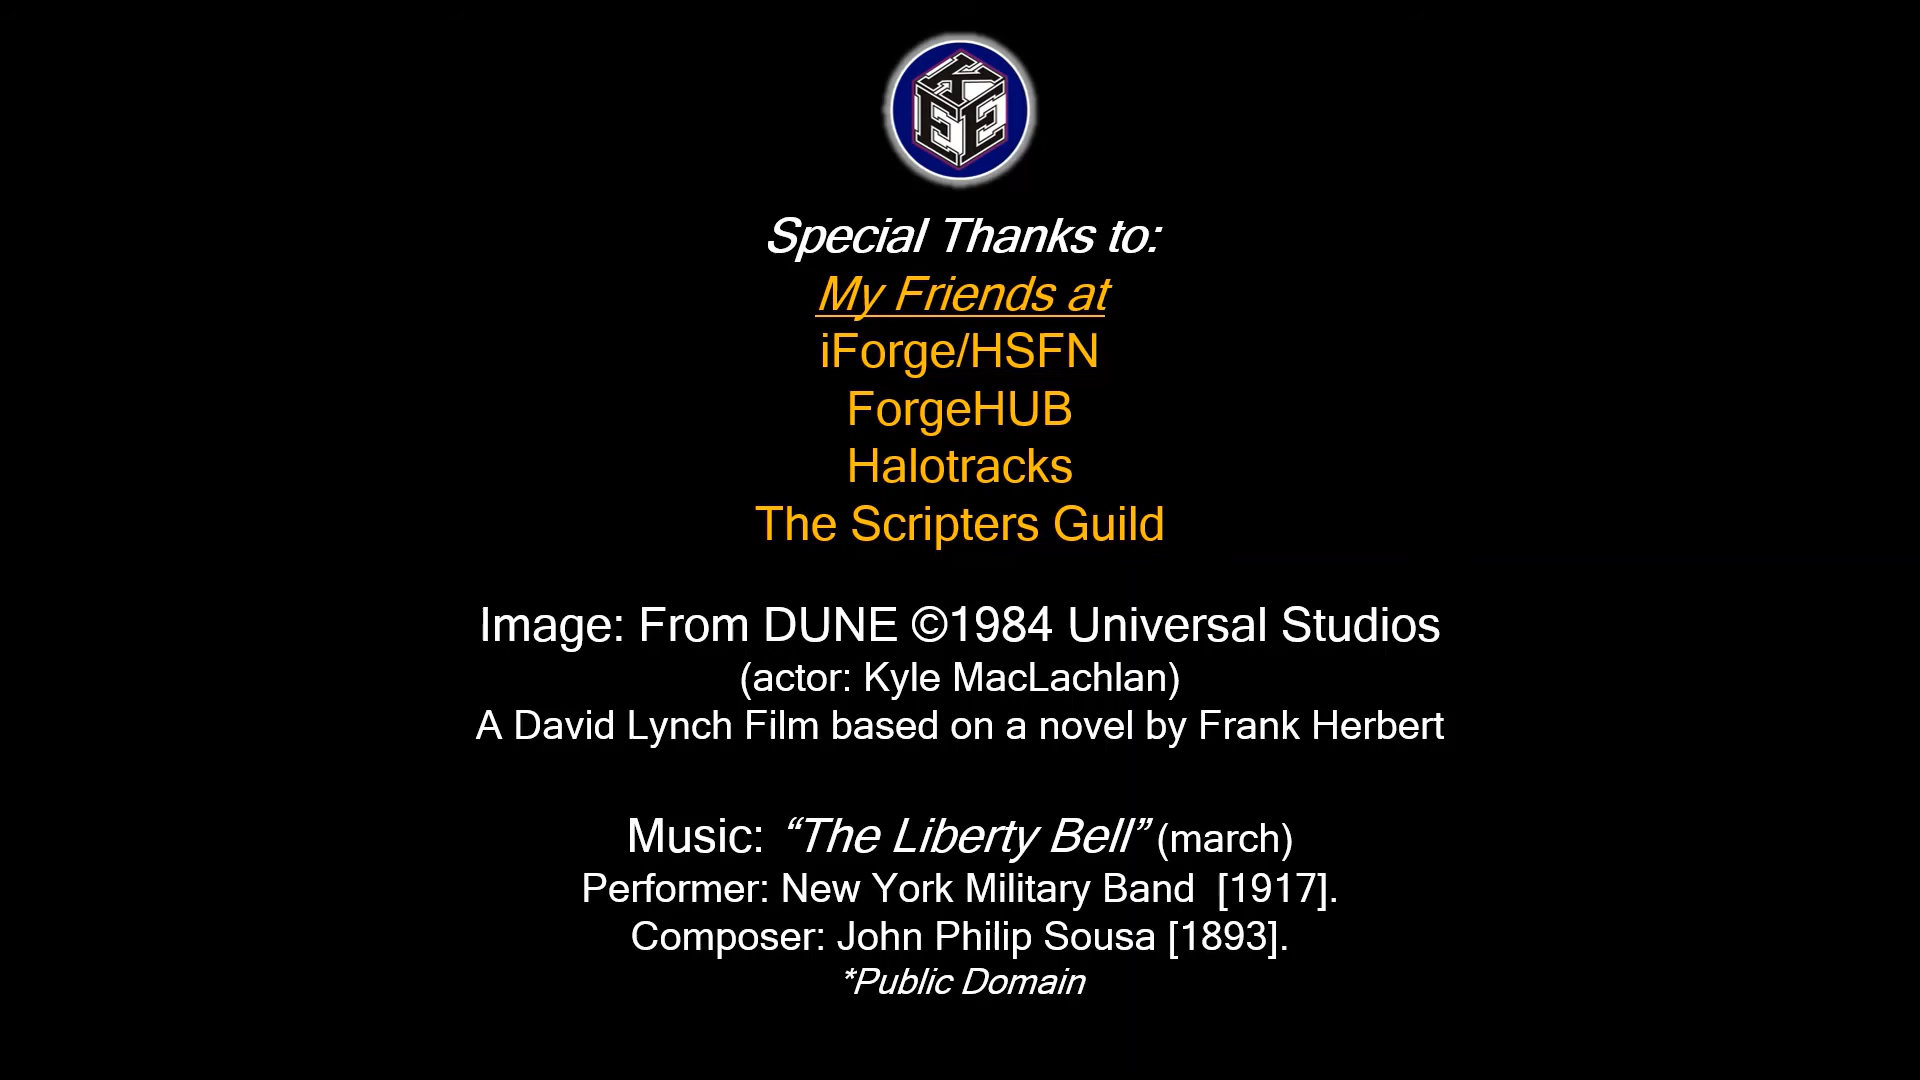 KEE
Special Thanks to:
My Friends at
iForge/HSFN
ForgeHUB
Halotracks
The Scripters Guild
Image: From DUNE ©1984 Universal Studios
(actor: Kyle MacLachlan)
A David Lynch Film based on a novel by Frank Herbert
Music: “The Liberty Bell” (march)
Performer: New York Military Band [1917].
Composer: John Philip Sousa [1893].
*Public Domain